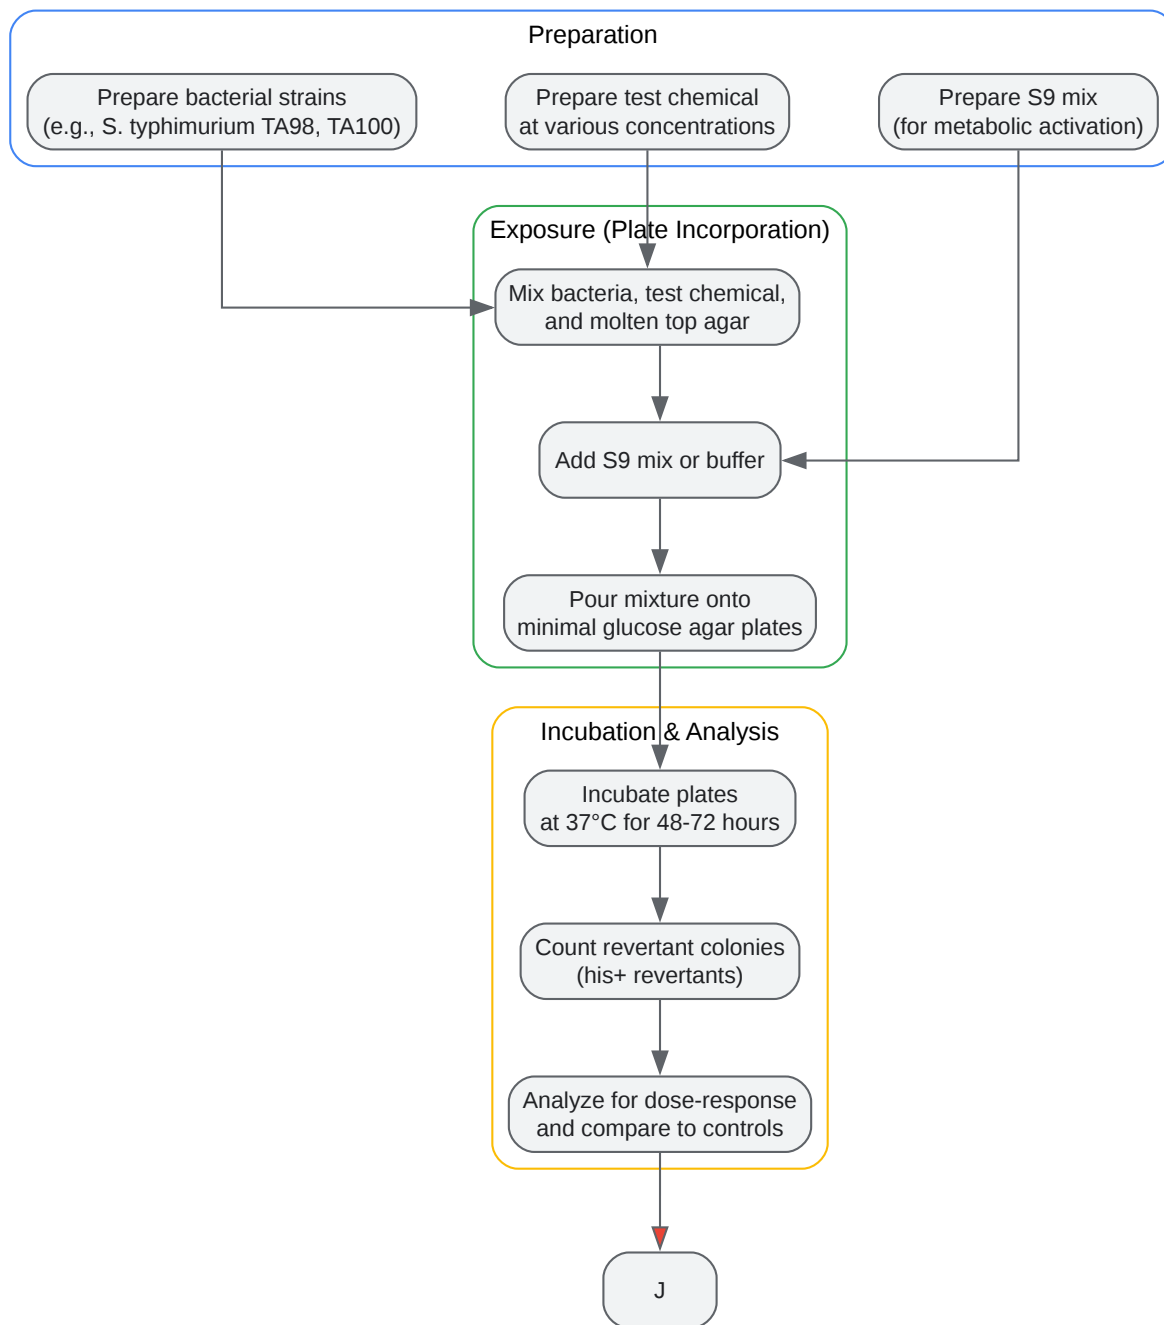 Preparation
Prepare bacterial strains
(e.g., S. typhimurium TA98, TA100)
Prepare test chemical
at various concentrations
Prepare S9 mix
(for metabolic activation)
Exposure (Plate Incorporation)
Mix bacteria, test chemical,
and molten top agar
Add S9 mix or buffer
Pour mixture onto
minimal glucose agar plates
Incubation & Analysis
Incubate plates
at 37°C for 48-72 hours
Count revertant colonies
(his+ revertants)
Analyze for dose-response
and compare to controls
J